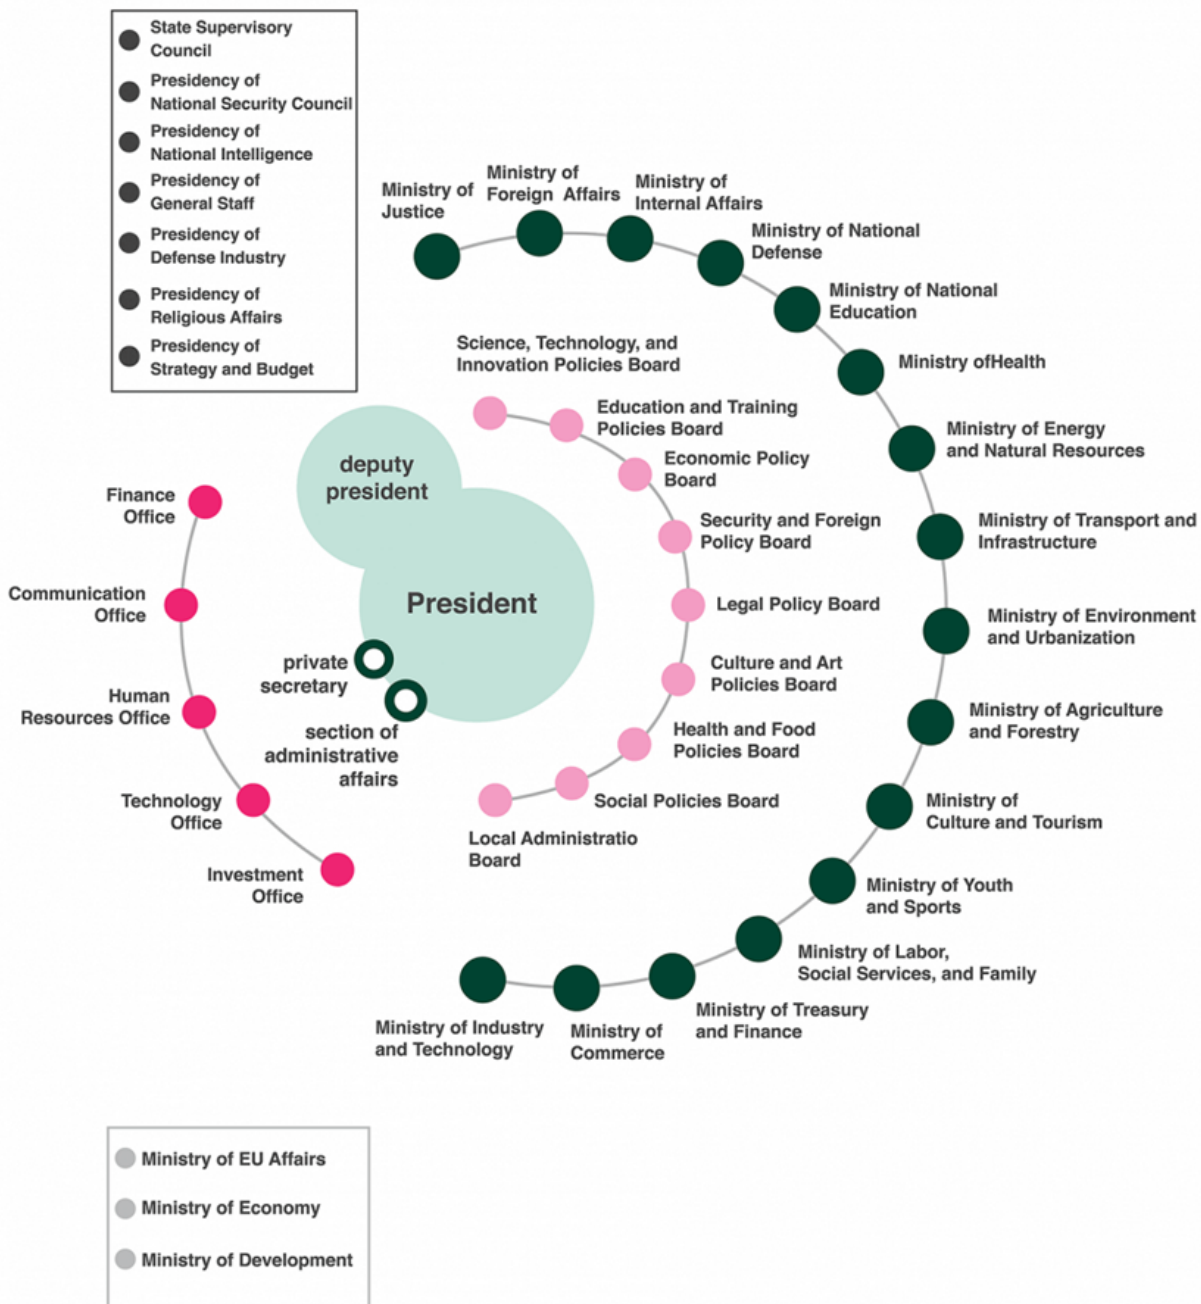 State Supervisory
Council
Presidency of
National Security Council
Presidency of
National Intelligence
Presidency of
General Staff
Presidency of
Defense Industry
Presidency of
Religious Affairs
Presidency of
Strategy and Budget
Ministry of
Justice
Ministry of
Foreign Affairs
Ministry of
Internal Affairs
Ministry of National
Defense
Ministry of National
Education
Ministry ofHealth
Ministry of Energy
and Natural Resources
Ministry of Transport and
Infrastructure
Ministry of Environment
and Urbanization
Ministry of Agriculture
and Forestry
Ministry of
Culture and Tourism
Ministry of Youth
and Sports
Ministry of Labor,
Social Services, and Family
Ministry of Treasury
and Finance
Ministry of
Commerce
Ministry of Industry
and Technology
Science, Technology, and
Innovation Policies Board
Education and Training
Policies Board
Economic Policy
Board
Security and Foreign
Policy Board
Legal Policy Board
Culture and Art
Policies Board
Health and Food
Policies Board
Social Policies Board
Local Administratio
Board
deputy
president
President
private
secretary
section of
administrative
affairs
Finance
Office
Communication
Office
Human
Resources Office
Technology
Office
Investment
Office
Ministry of EU Affairs
Ministry of Economy
Ministry of Development